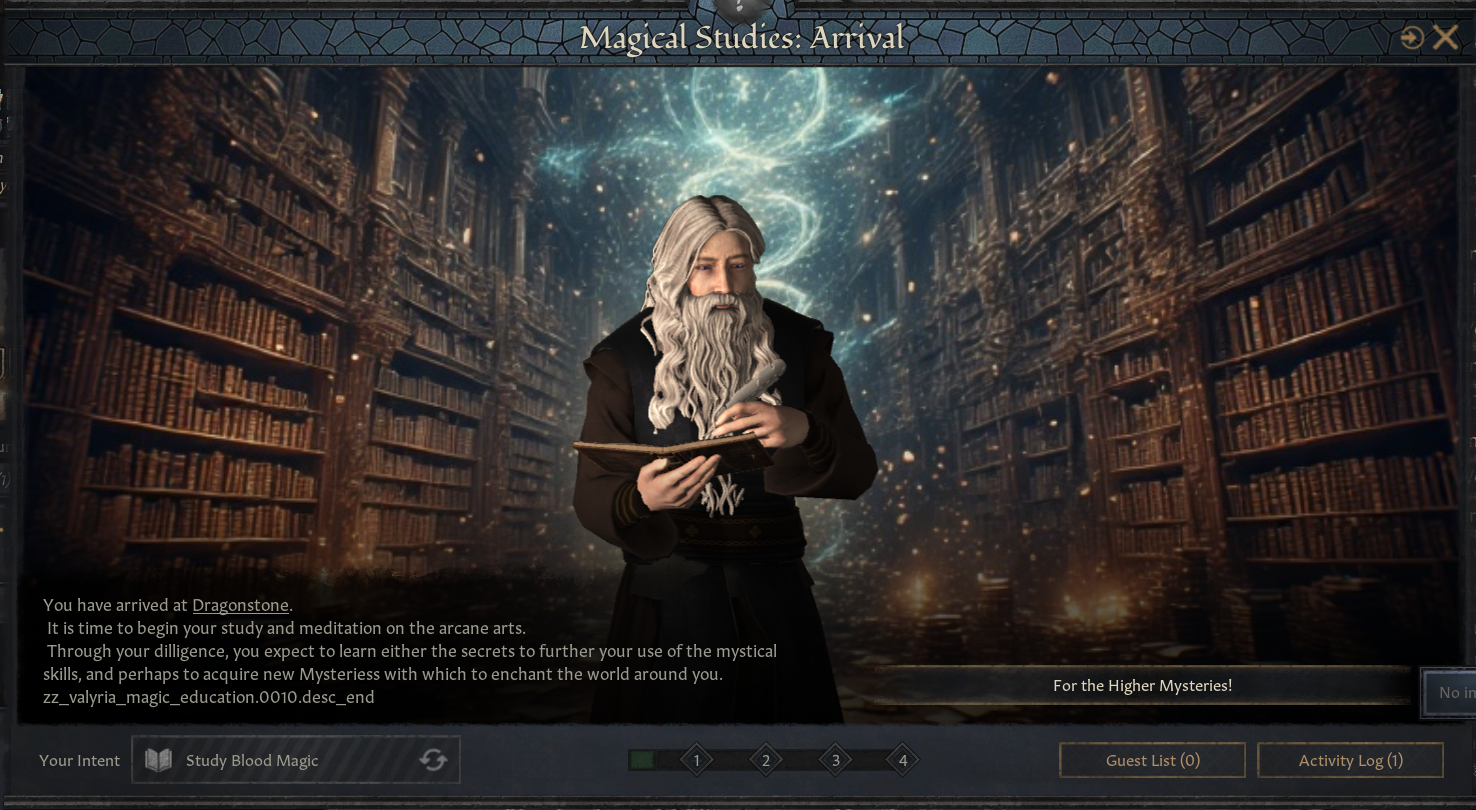 Magical Studies: Arrival
You have arrived at Dragonstone.
It is time to begin your study and meditation on the arcane arts.
Through your dilligence, you expect to learn either the secrets to further your use of the mystical
skills, and perhaps to acquire new Mysteriess with which to enchant the world around you.
zz_valyria_magic_education.0010.desc_end
For the Higher Mysteries!
No in
Your Intent
Study Blood Magic
1 2 3 4
Guest List (0)
Activity Log (1)